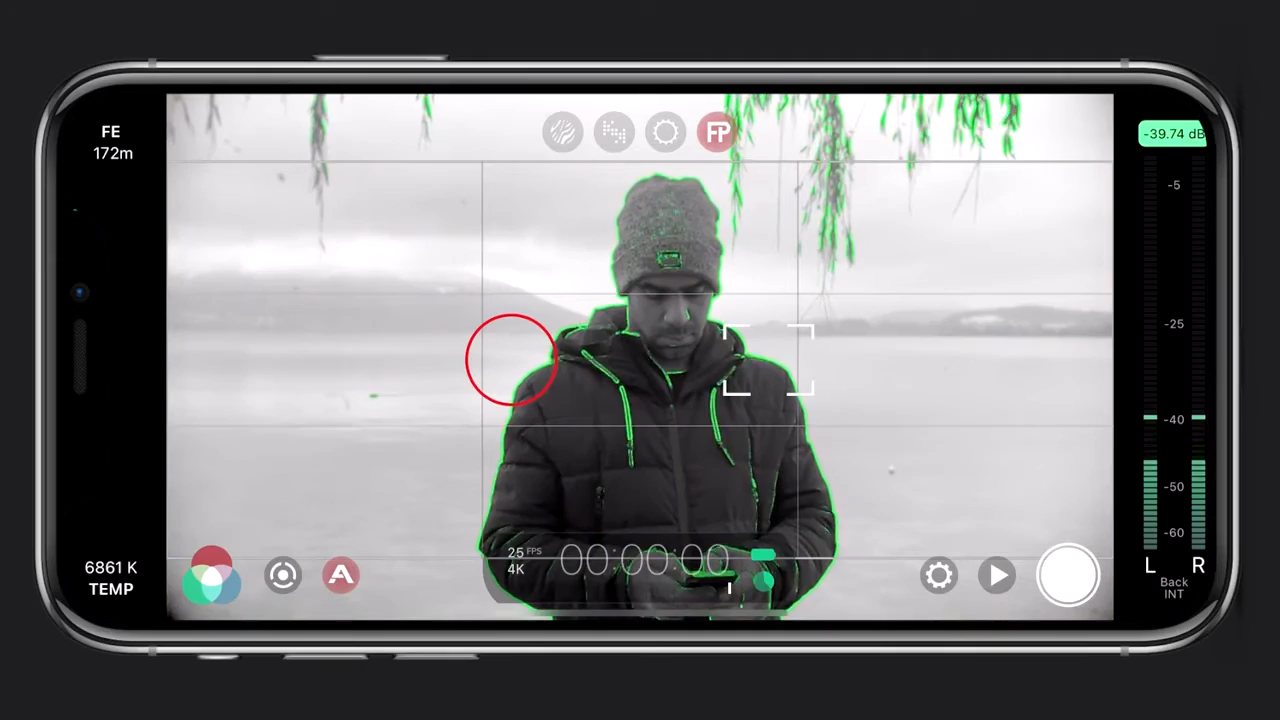 FE
172m
FP
-39.74 dB
-5
-25
-40
-50
-60
L R
Back
INT
6861 K
TEMP
A
25 FPS
4K
00:00:00